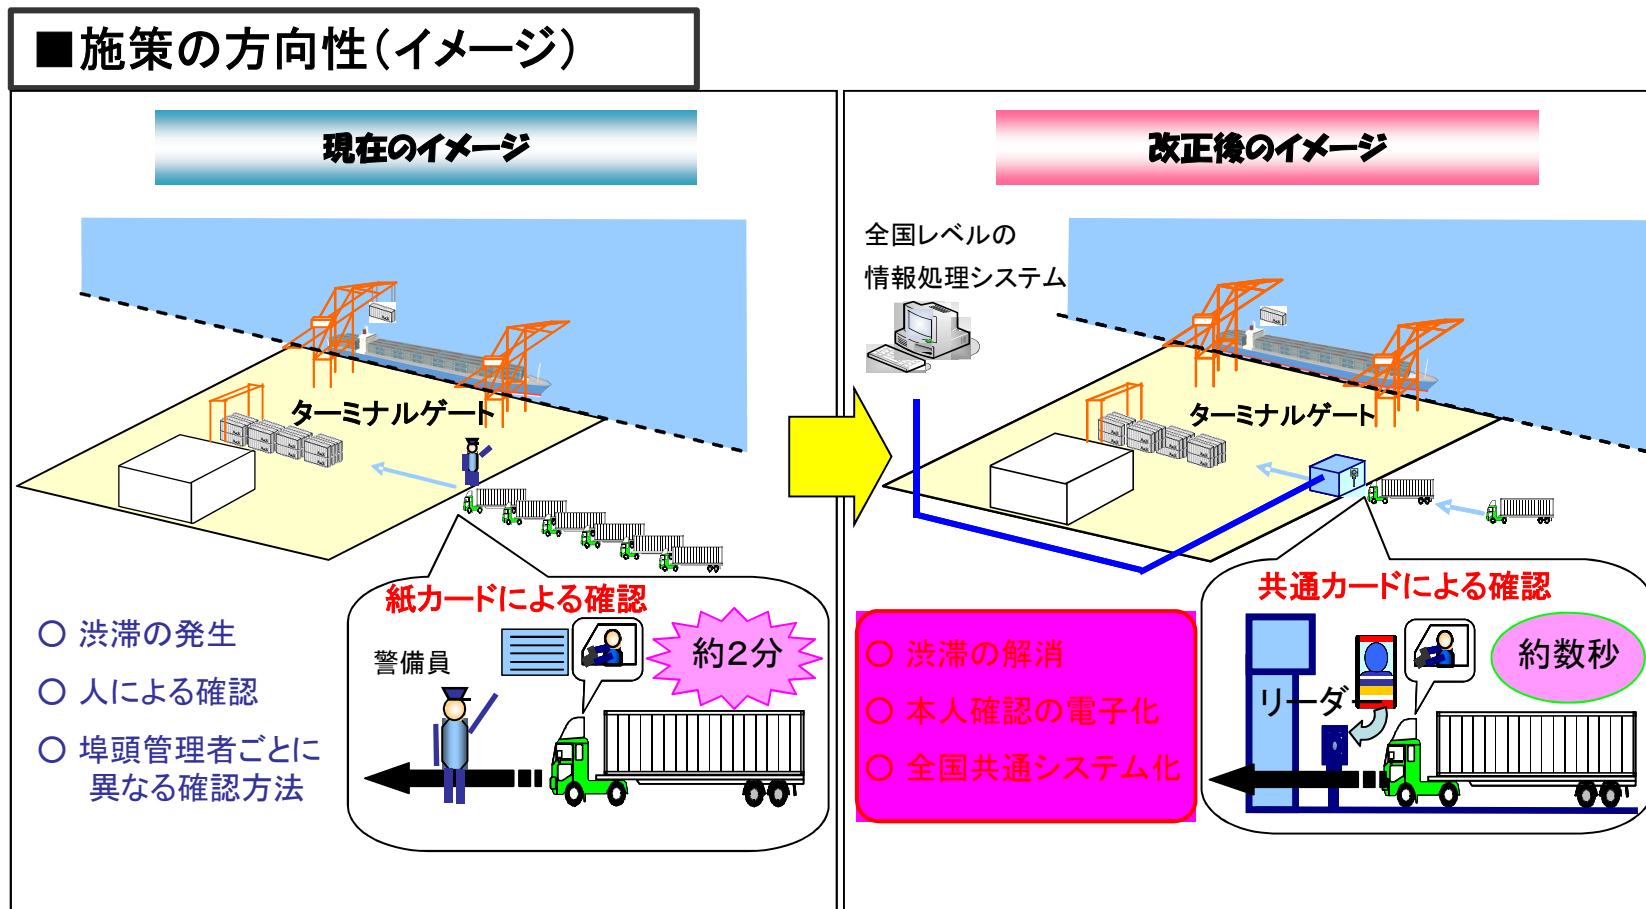 ■施策の方向性(イメージ)
現在のイメージ
ターミナルゲート
紙カードによる確認
警備員
約2分
○ 渋滞の発生
○ 人による確認
○ 埠頭管理者ごとに
異なる確認方法
改正後のイメージ
全国レベルの
情報処理システム
ターミナルゲート
共通カードによる確認
リーダー
約数秒
○ 渋滞の解消
○ 本人確認の電子化
○ 全国共通システム化